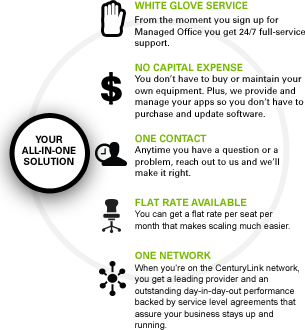 WHITE GLOVE SERVICE
From the moment you sign up for
Managed Office you get 24/7 full-service
support.
NO CAPITAL EXPENSE
You don't have to buy or maintain your
own equipment. Plus, we provide and
manage your apps so you don't have to
purchase and update software.
YOUR
ALL-IN-ONE
SOLUTION
ONE CONTACT
Anytime you have a question or a
problem, reach out to us and we'll
make it right.
FLAT RATE AVAILABLE
You can get a flat rate per seat per
month that makes scaling much easier.
ONE NETWORK
When you're on the CenturyLink network,
you get a leading provider and an
outstanding day-in-day-out performance
backed by service level agreements that
assure your business stays up and
running.